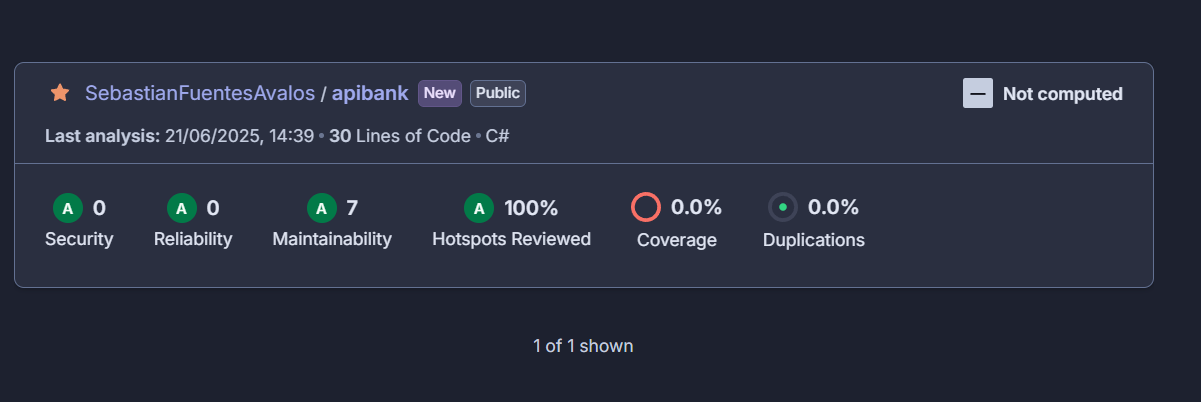 SebastianFuentesAvalos / apibank New Public Not computed
Last analysis: 21/06/2025, 14:39 • 30 Lines of Code • C#
A 0 A 0 A 7 A 100% 0.0% 0.0%
Security Reliability Maintainability Hotspots Reviewed Coverage Duplications
1 of 1 shown